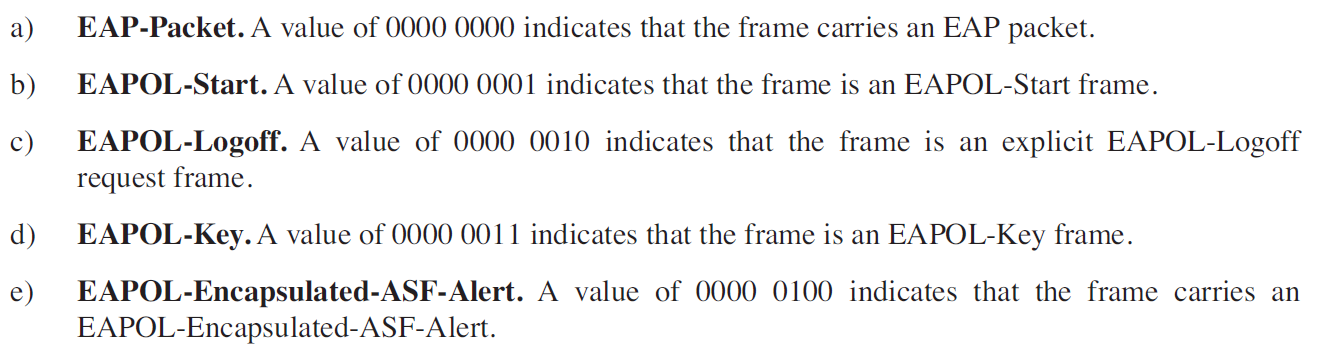 a) EAP-Packet. A value of 0000 0000 indicates that the frame carries an EAP packet.
b) EAPOL-Start. A value of 0000 0001 indicates that the frame is an EAPOL-Start frame.
c) EAPOL-Logoff. A value of 0000 0010 indicates that the frame is an explicit EAPOL-Logoff
request frame.
d) EAPOL-Key. A value of 0000 0011 indicates that the frame is an EAPOL-Key frame.
e) EAPOL-Encapsulated-ASF-Alert. A value of 0000 0100 indicates that the frame carries an
EAPOL-Encapsulated-ASF-Alert.